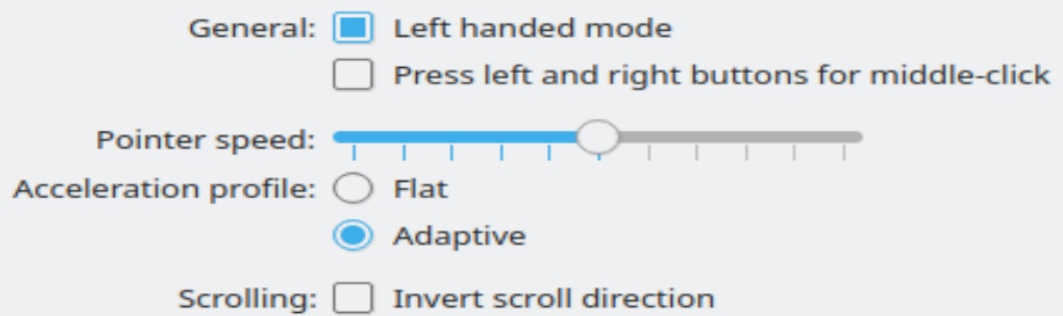 General: Left handed mode
Press left and right buttons for middle-click
Pointer speed:
Acceleration profile: Flat
Adaptive
Scrolling: Invert scroll direction